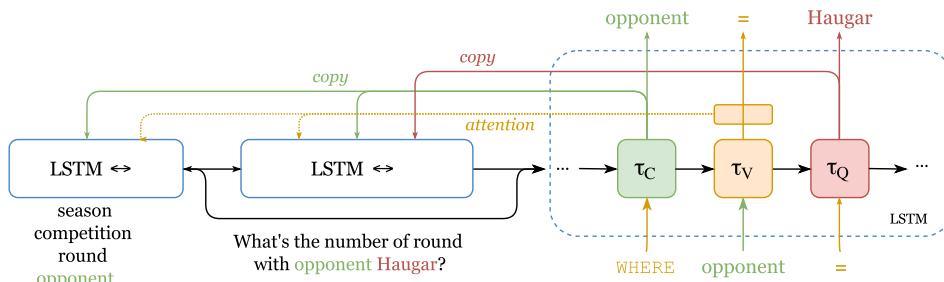 opponent = Haugar
copy
copy
attention
LSTM ↔ LSTM ↔ ... τC τV τQ ...
LSTM
season
competition
round
opponent
What's the number of round
with opponent Haugar?
WHERE opponent =